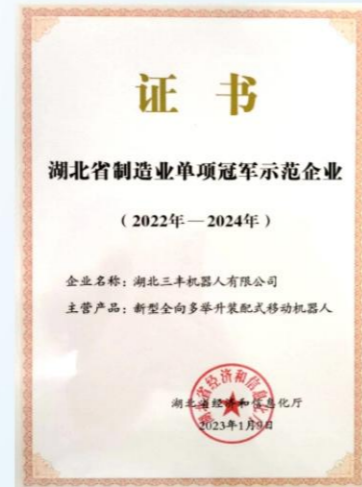 证书
湖北省制造业单项冠军示范企业
（2022年—2024年）
企业名称：湖北三丰机器人有限公司
主营产品：新型全向多举升装配式移动机器人
湖北省经济和信息化厅
2023年1月9日